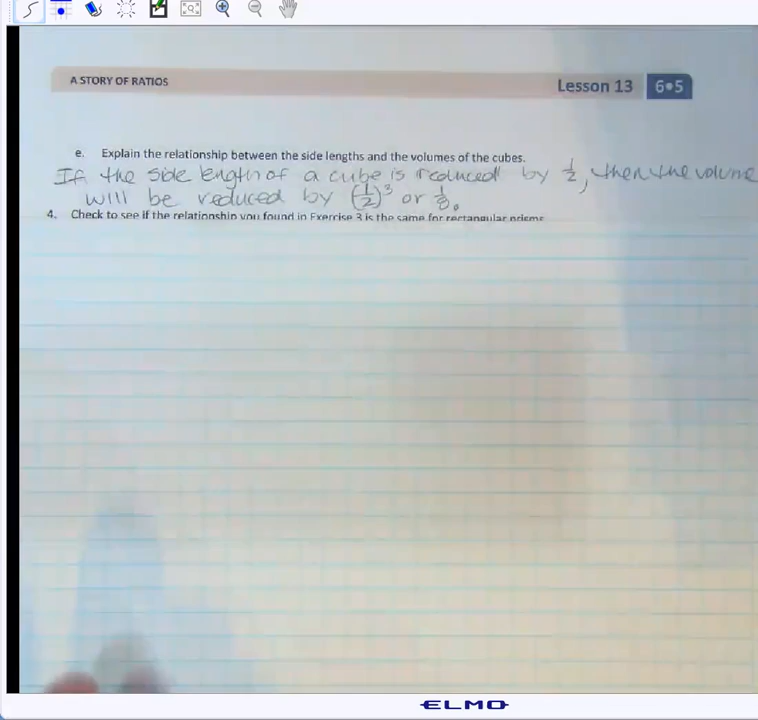 A STORY OF RATIOS
Lesson 13 6•5
e. Explain the relationship between the side lengths and the volumes of the cubes.
If the side length of a cube is reduced by 1/2, then the volume
will be reduced by (1/2)³ or 1/8.
4. Check to see if the relationship you found in Exercise 3 is the same for rectangular prisms
ELMO